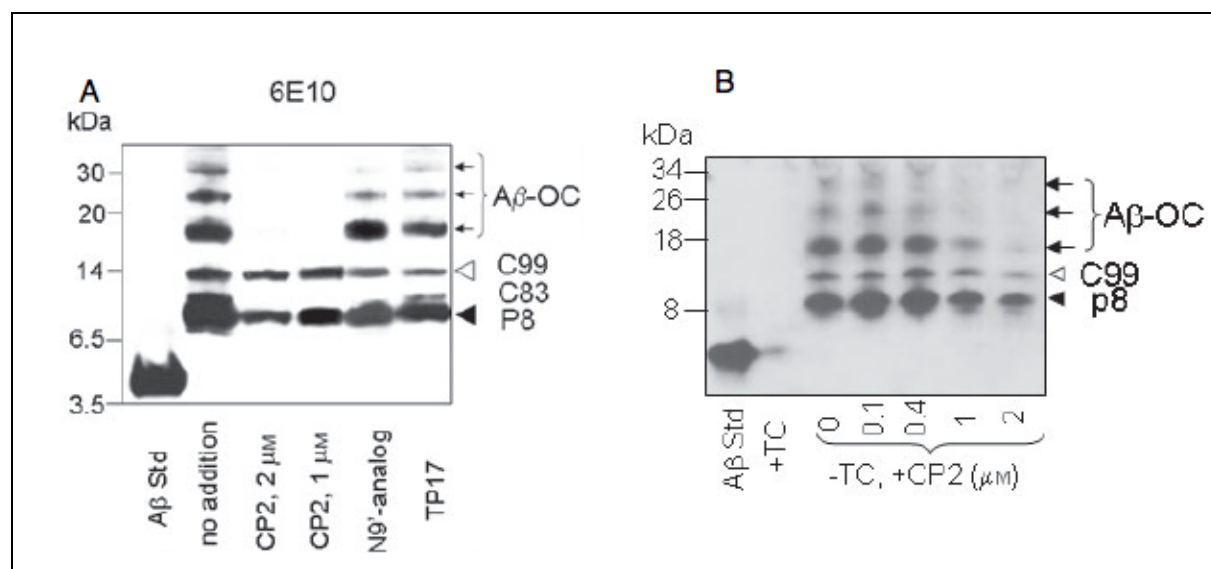 A
6E10
kDa
30
20
14
6.5
3.5
Aβ-OC
C99
C83
P8
Aβ Std
no addition
CP2, 2 μM
CP2, 1 μM
N9'-analog
TP17
B
kDa
34
26
18
8
Aβ-OC
C99
p8
Aβ Std
+TC
0
0.1
0.4
1
2
-TC, +CP2 (μM)